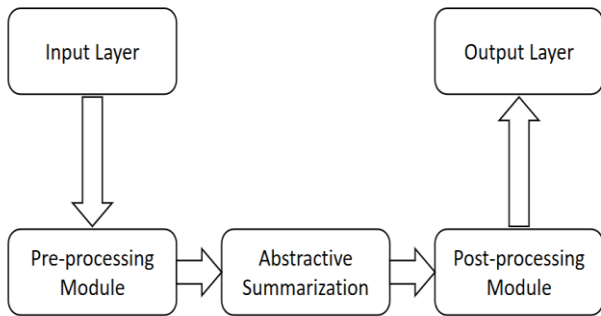 Input Layer
Output Layer
Pre-processing
Module
Abstractive
Summarization
Post-processing
Module